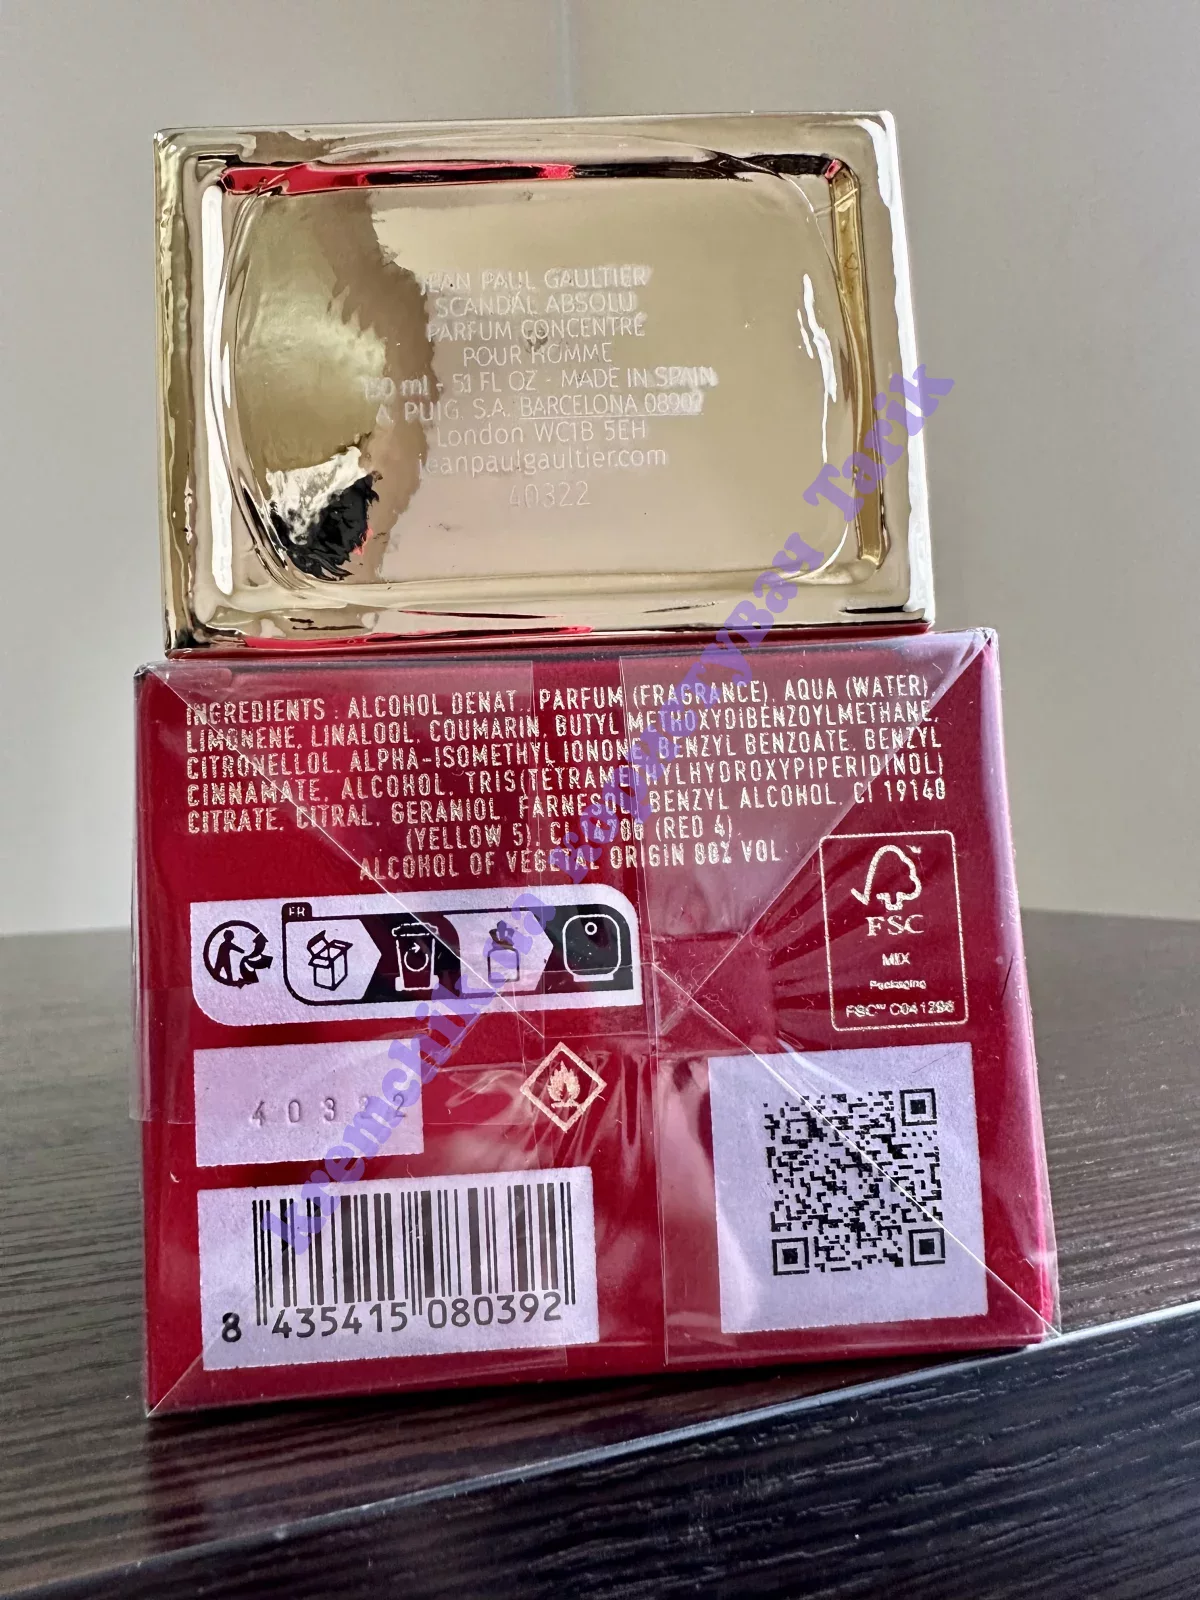 JEAN PAUL GAULTIER
SCANDAL ABSOLU
PARFUM CONCENTRÉ
POUR HOMME
150 ml - 5.1 FL OZ - MADE IN SPAIN
A. PUIG. S.A. BARCELONA 08902
London WC1B 5EH
jeanpaulgaultier.com
40322
INGREDIENTS : ALCOHOL DENAT., PARFUM (FRAGRANCE), AQUA (WATER),
LIMONENE, LINALOOL, COUMARIN, BUTYL METHOXYDIBENZOYLMETHANE,
CITRONELLOL, ALPHA-ISOMETHYL IONONE, BENZYL BENZOATE, BENZYL
CINNAMATE, ALCOHOL, TRIS(TETRAMETHYLHYDROXYPIPERIDINOL)
CITRATE, CITRAL, GERANIOL, FARNESOL, BENZYL ALCOHOL, CI 19140
(YELLOW 5), CI 14700 (RED 4).
ALCOHOL OF VEGETAL ORIGIN 80% VOL
FR
FSC
MIX
Packaging
FSC™ C041286
40322
8 435415 080392
kremchikova Tarik